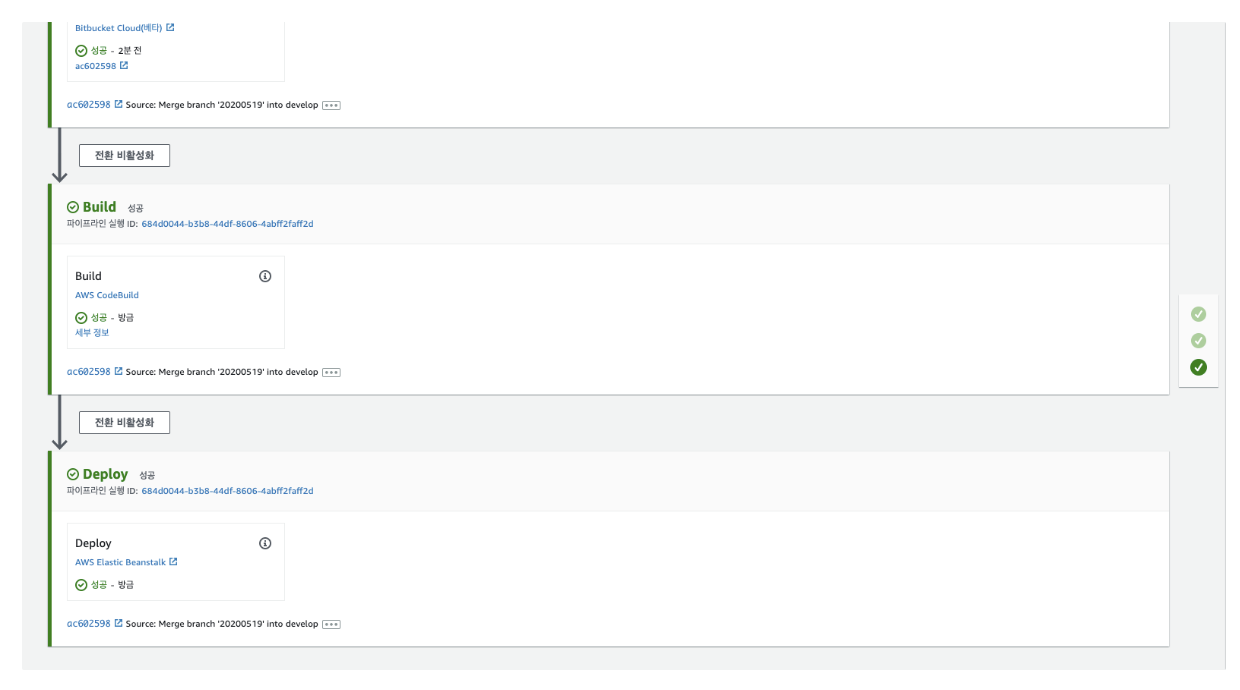 Bitbucket Cloud(베타)
성공 - 2분 전
ac602598
ac602598 Source: Merge branch '20200519' into develop
전환 비활성화
Build 성공
파이프라인 실행 ID: 684d0044-b3b8-44df-8606-4abff2faff2d
Build
AWS CodeBuild
성공 - 방금
세부 정보
ac602598 Source: Merge branch '20200519' into develop
전환 비활성화
Deploy 성공
파이프라인 실행 ID: 684d0044-b3b8-44df-8606-4abff2faff2d
Deploy
AWS Elastic Beanstalk
성공 - 방금
ac602598 Source: Merge branch '20200519' into develop